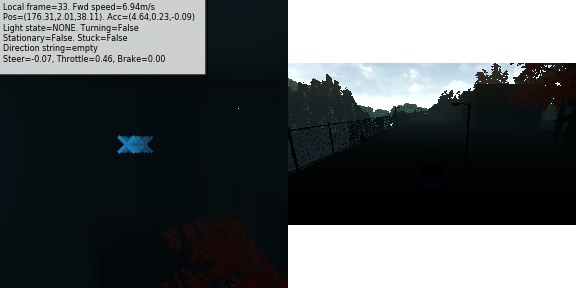 Local frame=33. Fwd speed=6.94m/s
Pos=(176.31,2.01,38.11). Acc=(4.64,0.23,-0.09)
Light state=NONE. Turning=False
Stationary=False. Stuck=False
Direction string=empty
Steer=-0.07, Throttle=0.46, Brake=0.00